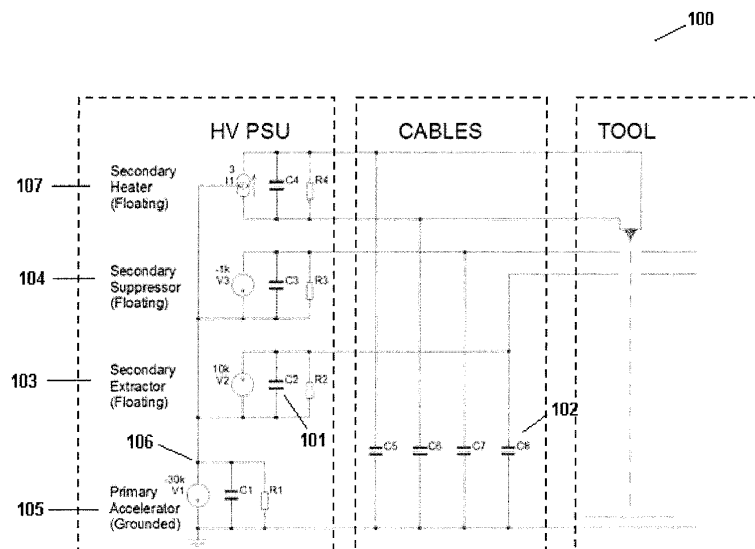 100
HV PSU
CABLES
TOOL
107
Secondary
Heater
(Floating)
3
I1
C4
R4
104
Secondary
Suppressor
(Floating)
-1k
V3
C3
R3
103
Secondary
Extractor
(Floating)
10k
V2
C2
R2
101
102
106
C5
C6
C7
C8
105
Primary
Accelerator
(Grounded)
-30k
V1
C1
R1